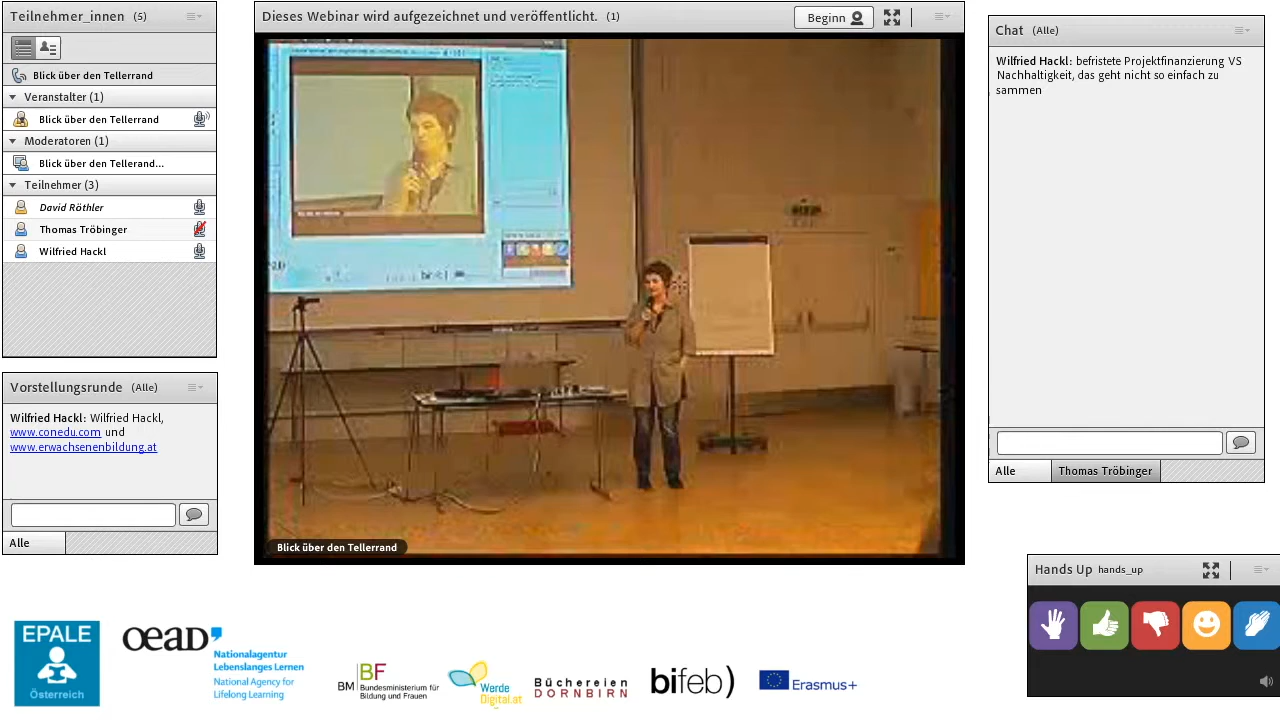 Teilnehmer_innen (5)
Blick über den Tellerrand
Veranstalter (1)
Blick über den Tellerrand
Moderatoren (1)
Blick über den Tellerand...
Teilnehmer (3)
David Röthler
Thomas Tröbinger
Wilfried Hackl
Vorstellungsrunde (Alle)
Wilfried Hackl: Wilfried Hackl,
www.conedu.com und
www.erwachsenenbildung.at
Alle
Dieses Webinar wird aufgezeichnet und veröffentlicht. (1)
Beginn
Blick über den Tellerrand
Chat (Alle)
Wilfried Hackl: befristete Projektfinanzierung VS
Nachhaltigkeit, das geht nicht so einfach zu
sammen
Alle
Thomas Tröbinger
Hands Up hands_up
EPALE
Österreich
OEAD
Nationalagentur
Lebenslanges Lernen
National Agency for
Lifelong Learning
BM BF
Bundesministerium für
Bildung und Frauen
Werde
Digital.at
Büchereien
DORNBIRN
bifeb)
Erasmus+